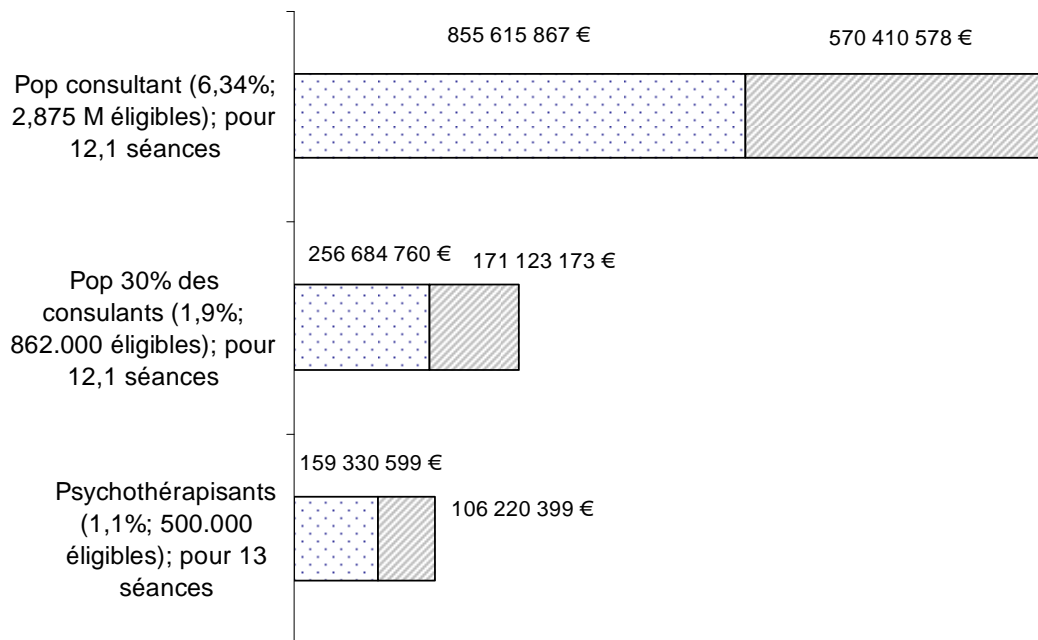 855 615 867 €
570 410 578 €
Pop consultant (6,34%;
2,875 M éligibles); pour
12,1 séances
256 684 760 €
171 123 173 €
Pop 30% des
consulants (1,9%;
862.000 éligibles); pour
12,1 séances
159 330 599 €
106 220 399 €
Psychothérapisants
(1,1%; 500.000
éligibles); pour 13
séances